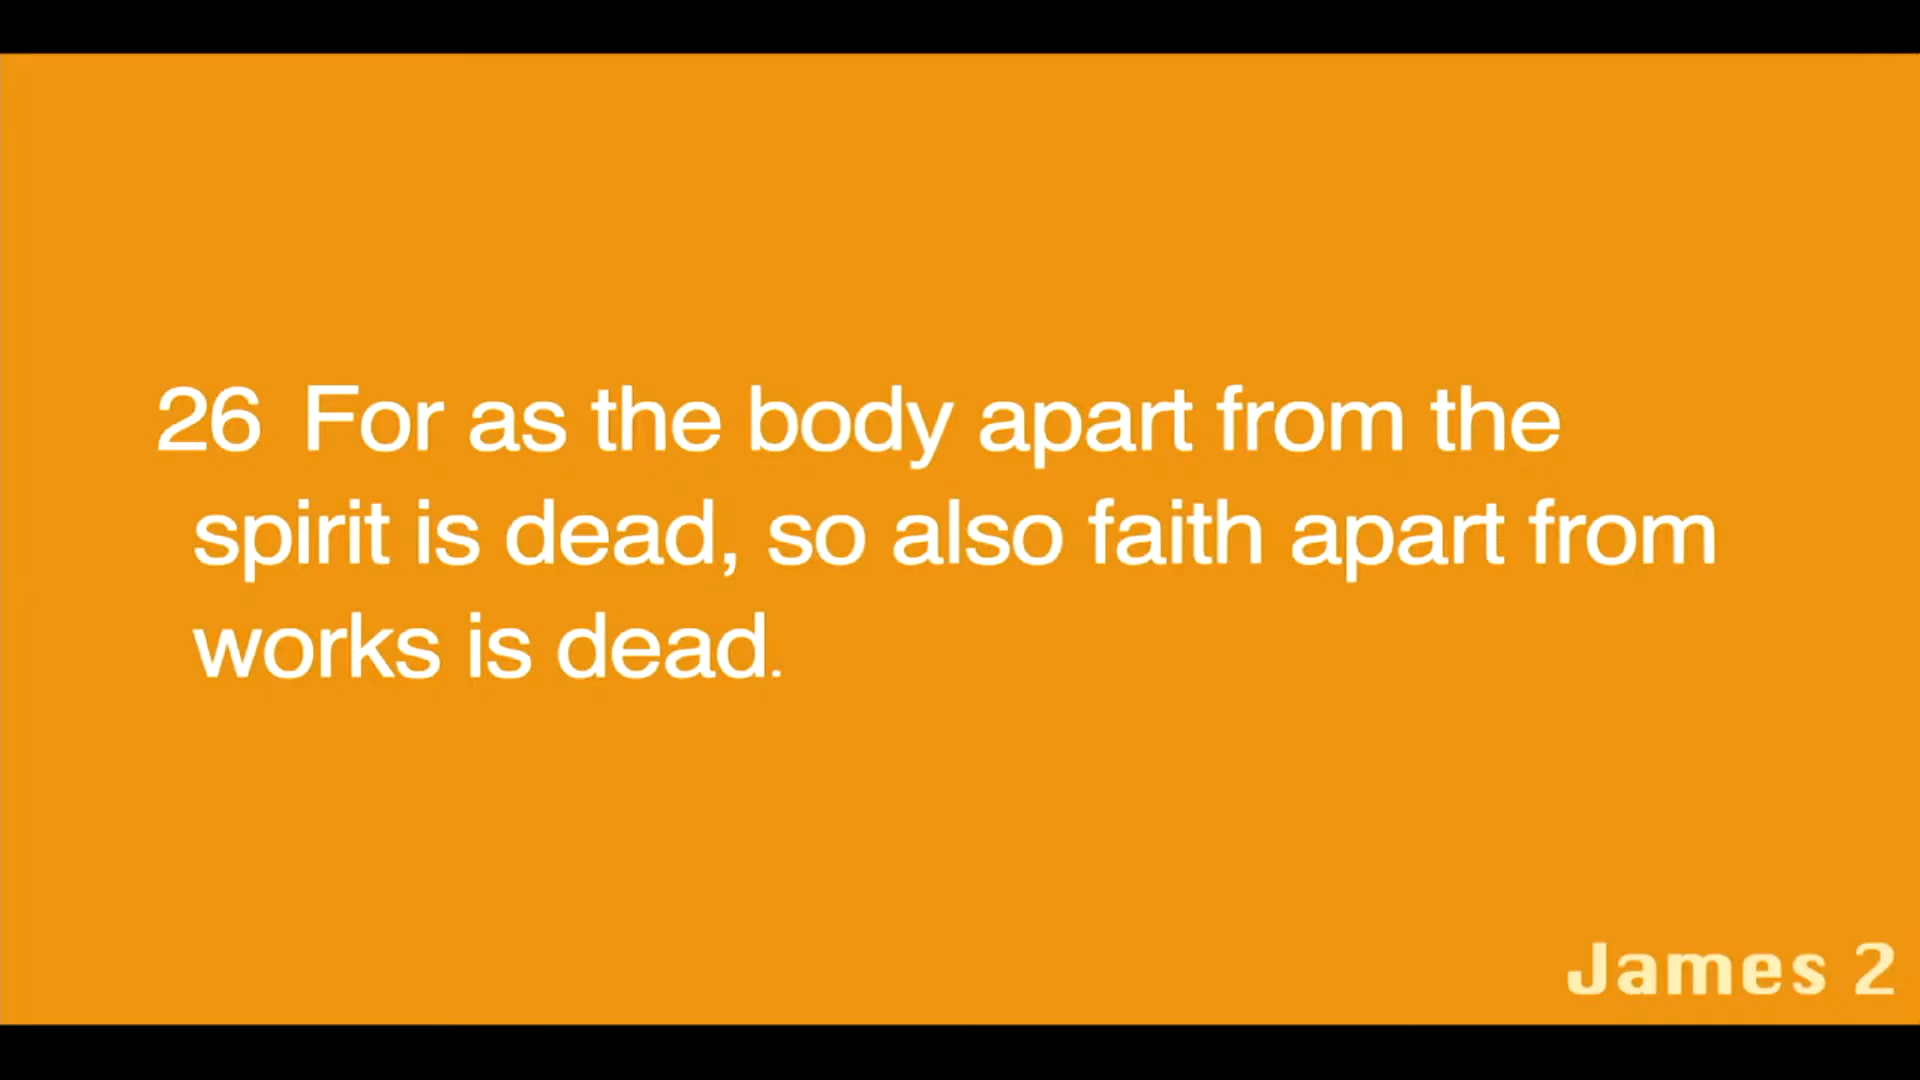 26 For as the body apart from the
spirit is dead, so also faith apart from
works is dead.
James 2